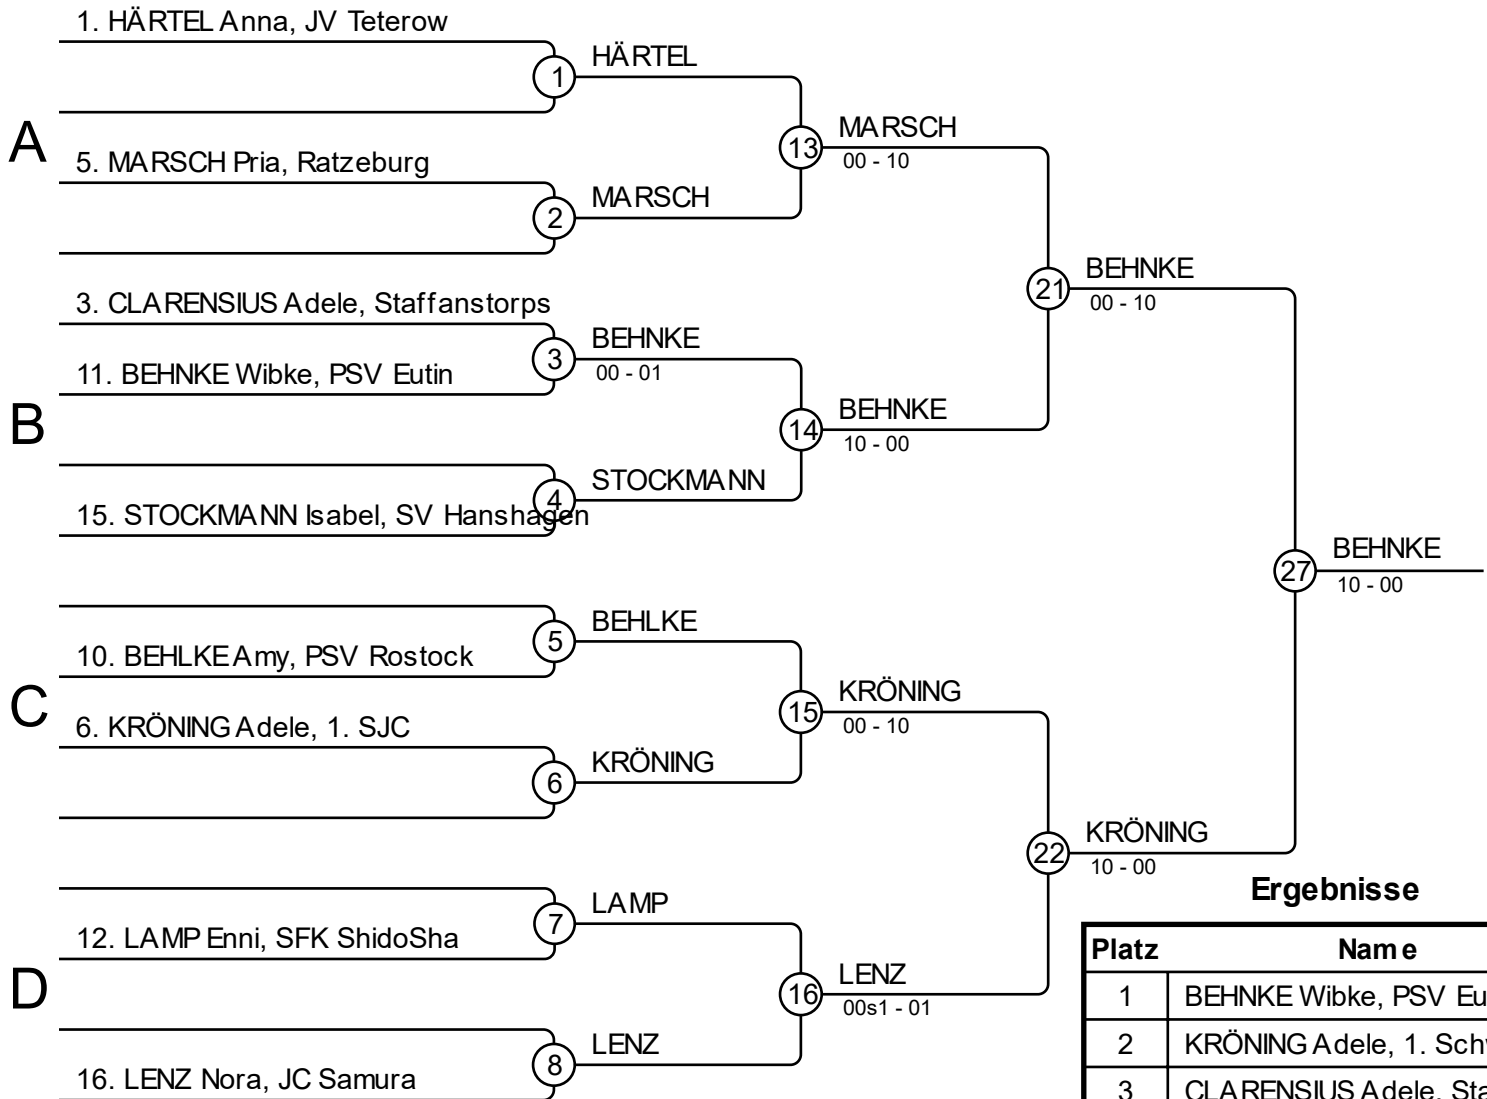 1. HÄRTEL Anna, JV Teterow
HÄRTEL
1
A
MARSCH
13
00 - 10
5. MARSCH Pria, Ratzeburg
MARSCH
2
BEHNKE
21
00 - 10
3. CLARENSIUS Adele, Staffanstorps
BEHNKE
3
00 - 01
11. BEHNKE Wibke, PSV Eutin
B
BEHNKE
14
10 - 00
STOCKMANN
4
15. STOCKMANN Isabel, SV Hanshagen
BEHNKE
27
10 - 00
BEHLKE
5
10. BEHLKE Amy, PSV Rostock
C
KRÖNING
15
00 - 10
6. KRÖNING Adele, 1. SJC
KRÖNING
6
KRÖNING
22
10 - 00
LAMP
7
12. LAMP Enni, SFK ShidoSha
D
LENZ
16
00s1 - 01
LENZ
8
16. LENZ Nora, JC Samura
Ergebnisse
Platz Name
1 BEHNKE Wibke, PSV Eu
2 KRÖNING Adele, 1. Sch
3 CLARENSIUS Adele, Sta